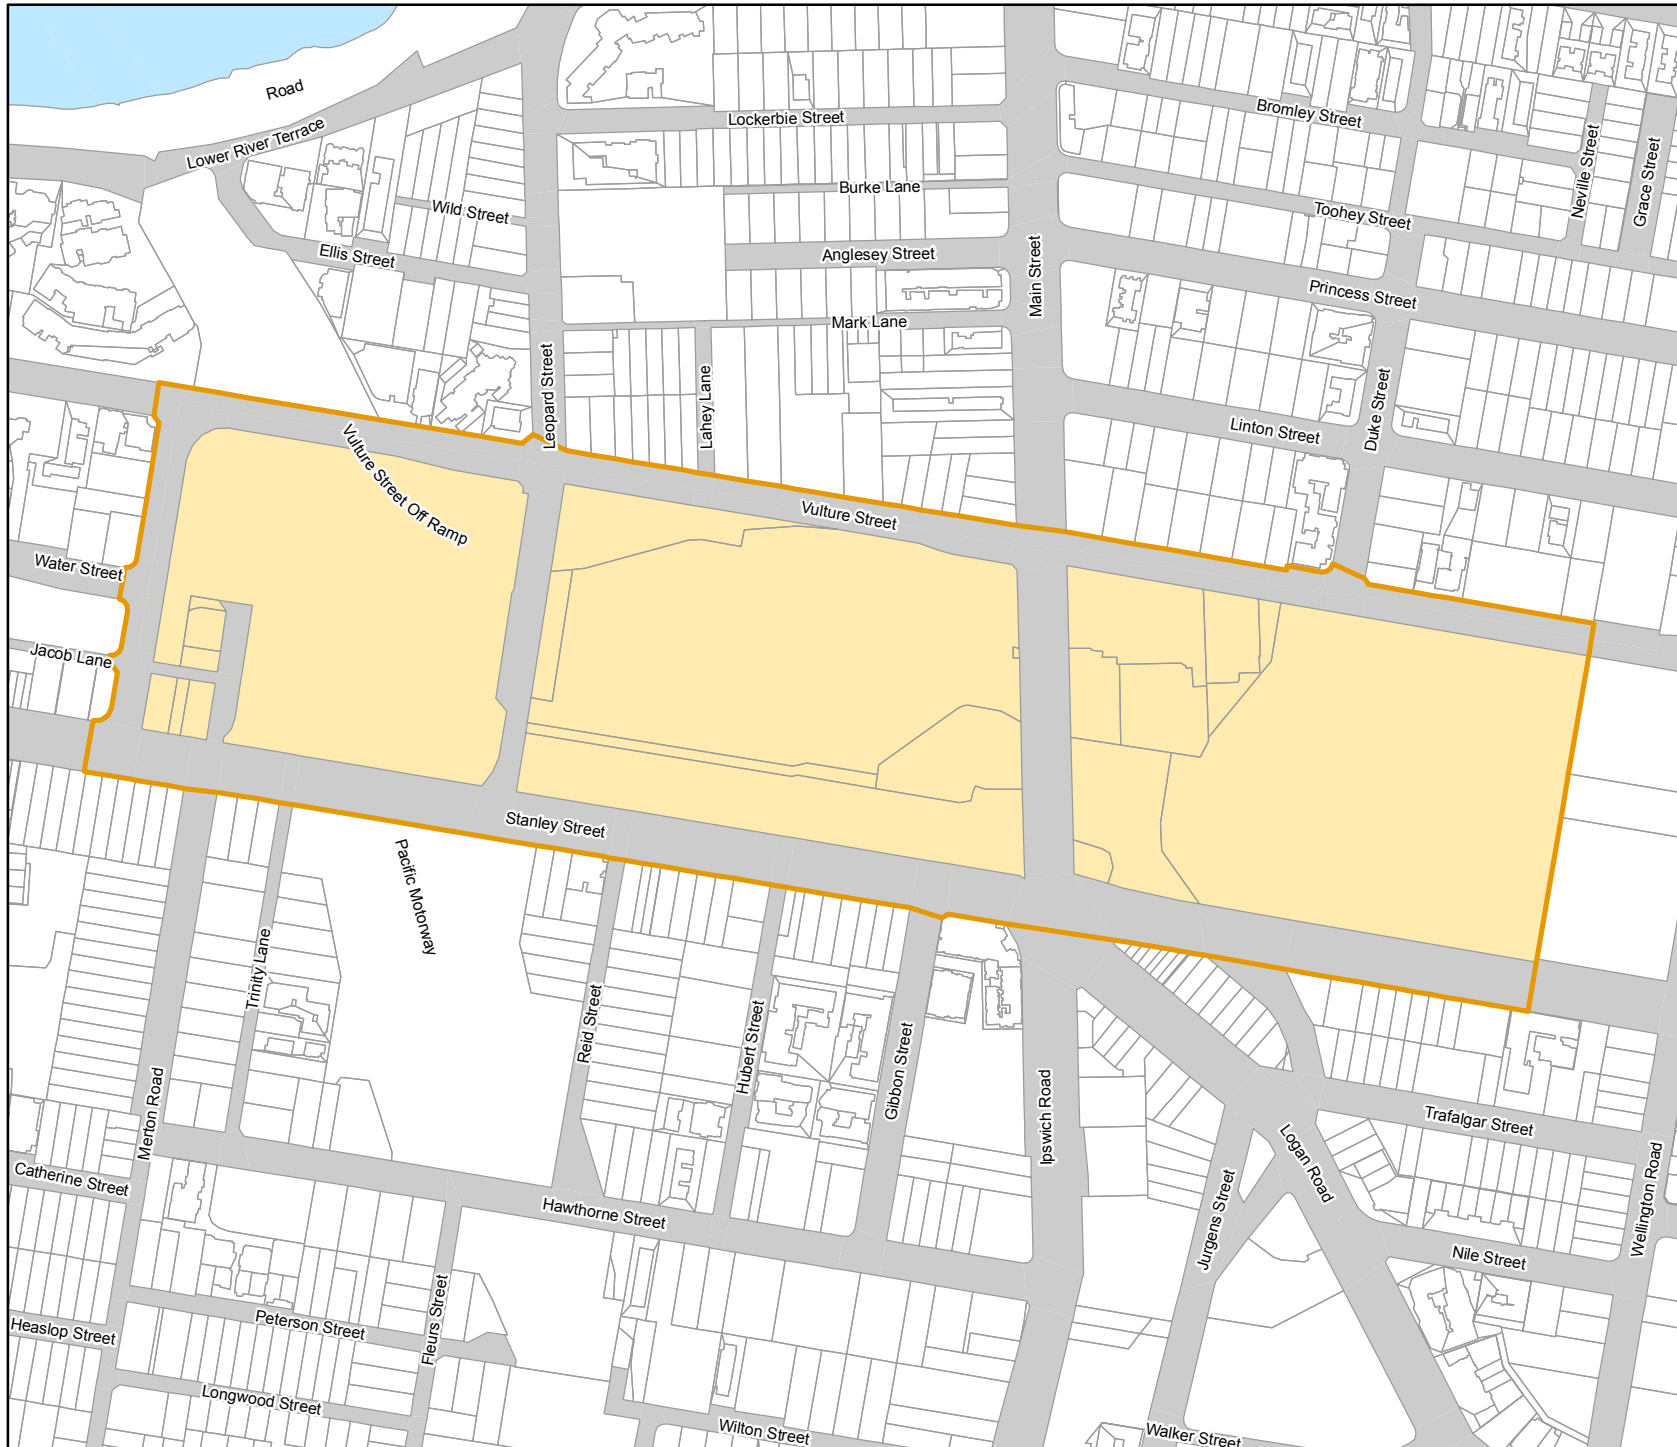 Road
Lower River Terrace
Lockerbie Street
Bromley Street
Neville Street
Grace Street
Burke Lane
Wild Street
Toohey Street
Ellis Street
Anglesey Street
Main Street
Princess Street
Mark Lane
Leopard Street
Lahey Lane
Duke Street
Linton Street
Vulture Street Off Ramp
Vulture Street
Water Street
Jacob Lane
Stanley Street
Pacific Motorway
Trinity Lane
Reid Street
Hubert Street
Gibbon Street
Merton Road
Ipswich Road
Trafalgar Street
Logan Road
Catherine Street
Hawthorne Street
Jurgens Street
Wellington Road
Nile Street
Heaslop Street
Peterson Street
Fleurs Street
Longwood Street
Wilton Street
Walker Street